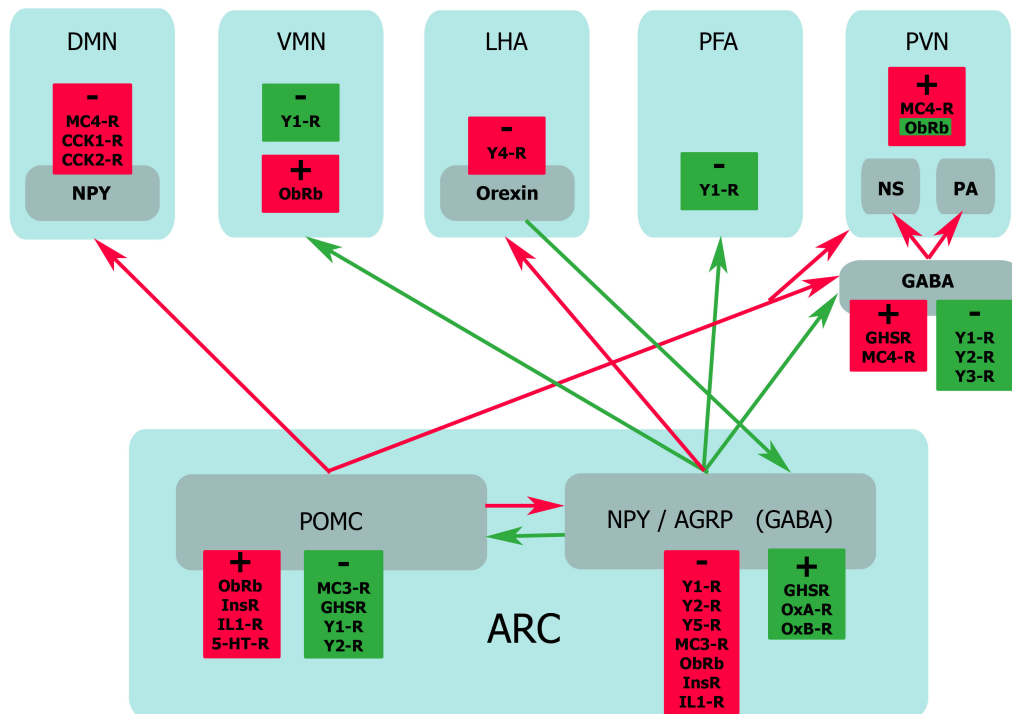 DMN
-
MC4-R
CCK1-R
CCK2-R
NPY
VMN
-
Y1-R
+
ObRb
LHA
-
Y4-R
Orexin
PFA
-
Y1-R
PVN
+
MC4-R
ObRb
NS
PA
GABA
+
GHSR
MC4-R
-
Y1-R
Y2-R
Y3-R
POMC
+
ObRb
InsR
IL1-R
5-HT-R
-
MC3-R
GHSR
Y1-R
Y2-R
NPY / AGRP (GABA)
-
Y1-R
Y2-R
Y5-R
MC3-R
ObRb
InsR
IL1-R
+
GHSR
OxA-R
OxB-R
ARC